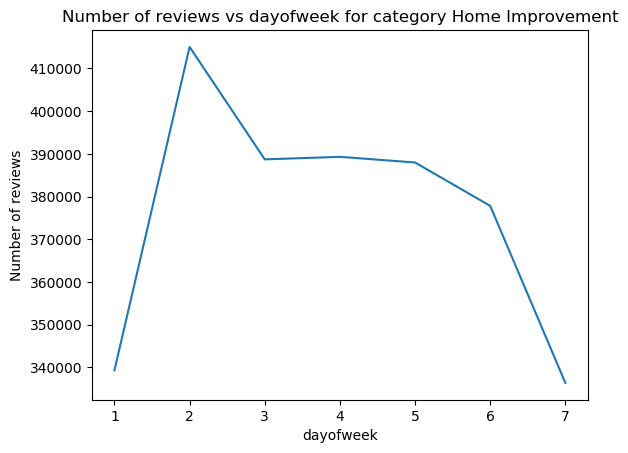 Number of reviews vs dayofweek for category Home Improvement
Number of reviews
410000
400000
390000
380000
370000
360000
350000
340000
1 2 3 4 5 6 7
dayofweek